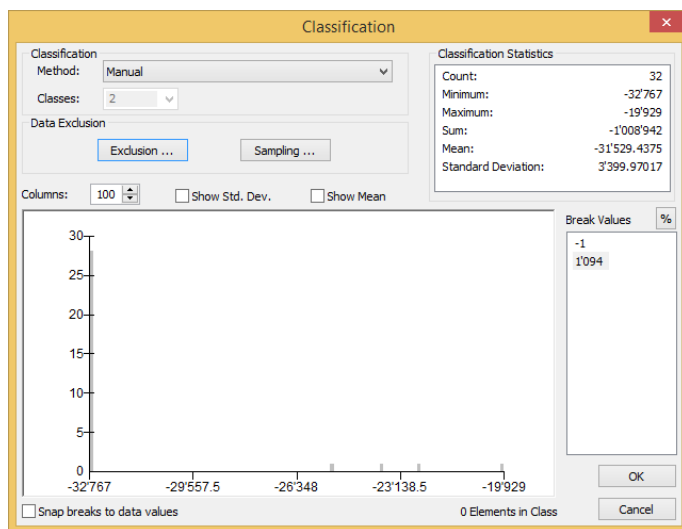 Classification
Classification
Method: Manual
Classes: 2
Data Exclusion
Exclusion ...
Sampling ...
Classification Statistics
Count: 32
Minimum: -32'767
Maximum: -19'929
Sum: -1'008'942
Mean: -31'529.4375
Standard Deviation: 3'399.97017
Columns: 100 Show Std. Dev. Show Mean
Break Values %
-1
1'094
30
25
20
15
10
5
0
-32'767 -29'557.5 -26'348 -23'138.5 -19'929
Snap breaks to data values
0 Elements in Class
OK
Cancel